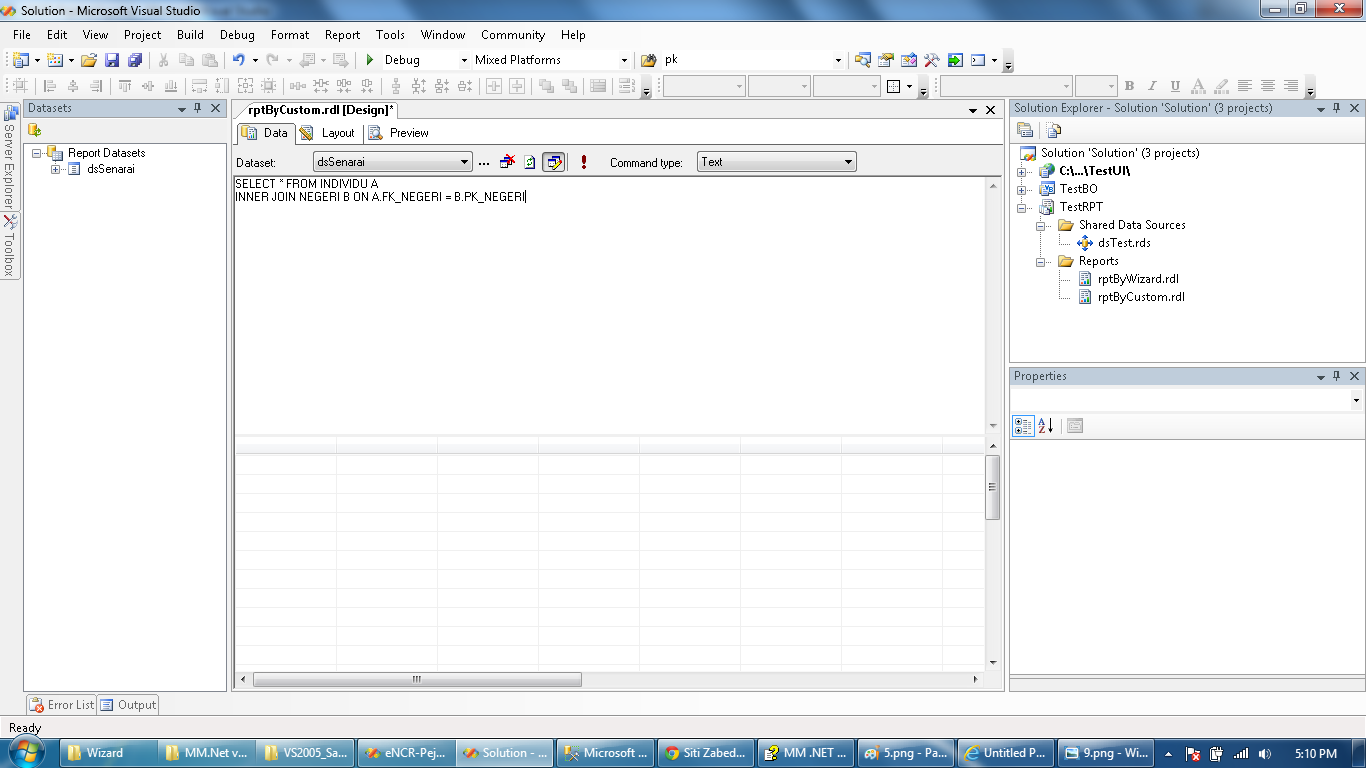 Solution - Microsoft Visual Studio
File Edit View Project Build Debug Format Report Tools Window Community Help
Debug Mixed Platforms pk
Server Explorer
Toolbox
Datasets
Report Datasets
dsSenarai
rptByCustom.rdl [Design]*
Data Layout Preview
Dataset: dsSenarai ... Command type: Text
SELECT * FROM INDIVIDU A
INNER JOIN NEGERI B ON A.FK_NEGERI = B.PK_NEGERI
Solution Explorer - Solution 'Solution' (3 projects)
Solution 'Solution' (3 projects)
C:\...\TestUI\
TestBO
TestRPT
Shared Data Sources
dsTest.rds
Reports
rptByWizard.rdl
rptByCustom.rdl
Properties
Error List Output
Ready
Wizard MM.Net v... VS2005_Sa... eNCR-Pej... Solution - ... Microsoft ... Siti Zabed... MM .NET ... 5.png - Pa... Untitled P... 9.png - Wi... 5:10 PM